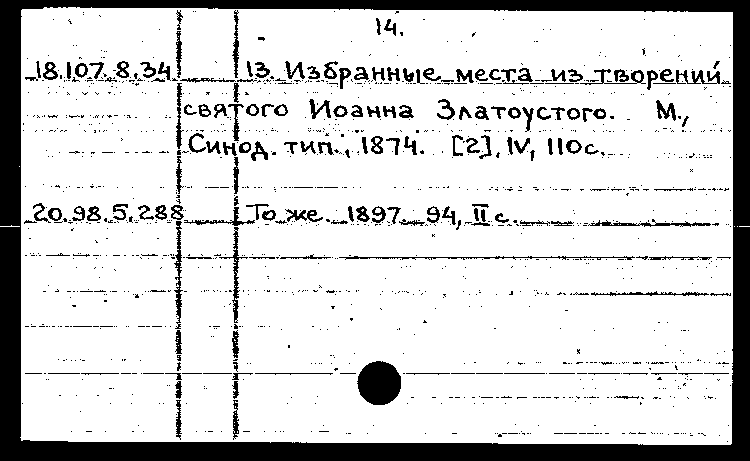 14.
18.107.8.34 13. Избранные места из творений
святого Иоанна Златоустого. М.,
Синод. тип., 1874. [2], IV, 110 с.
20.98.5.288 То же. 1897. 94, II с.